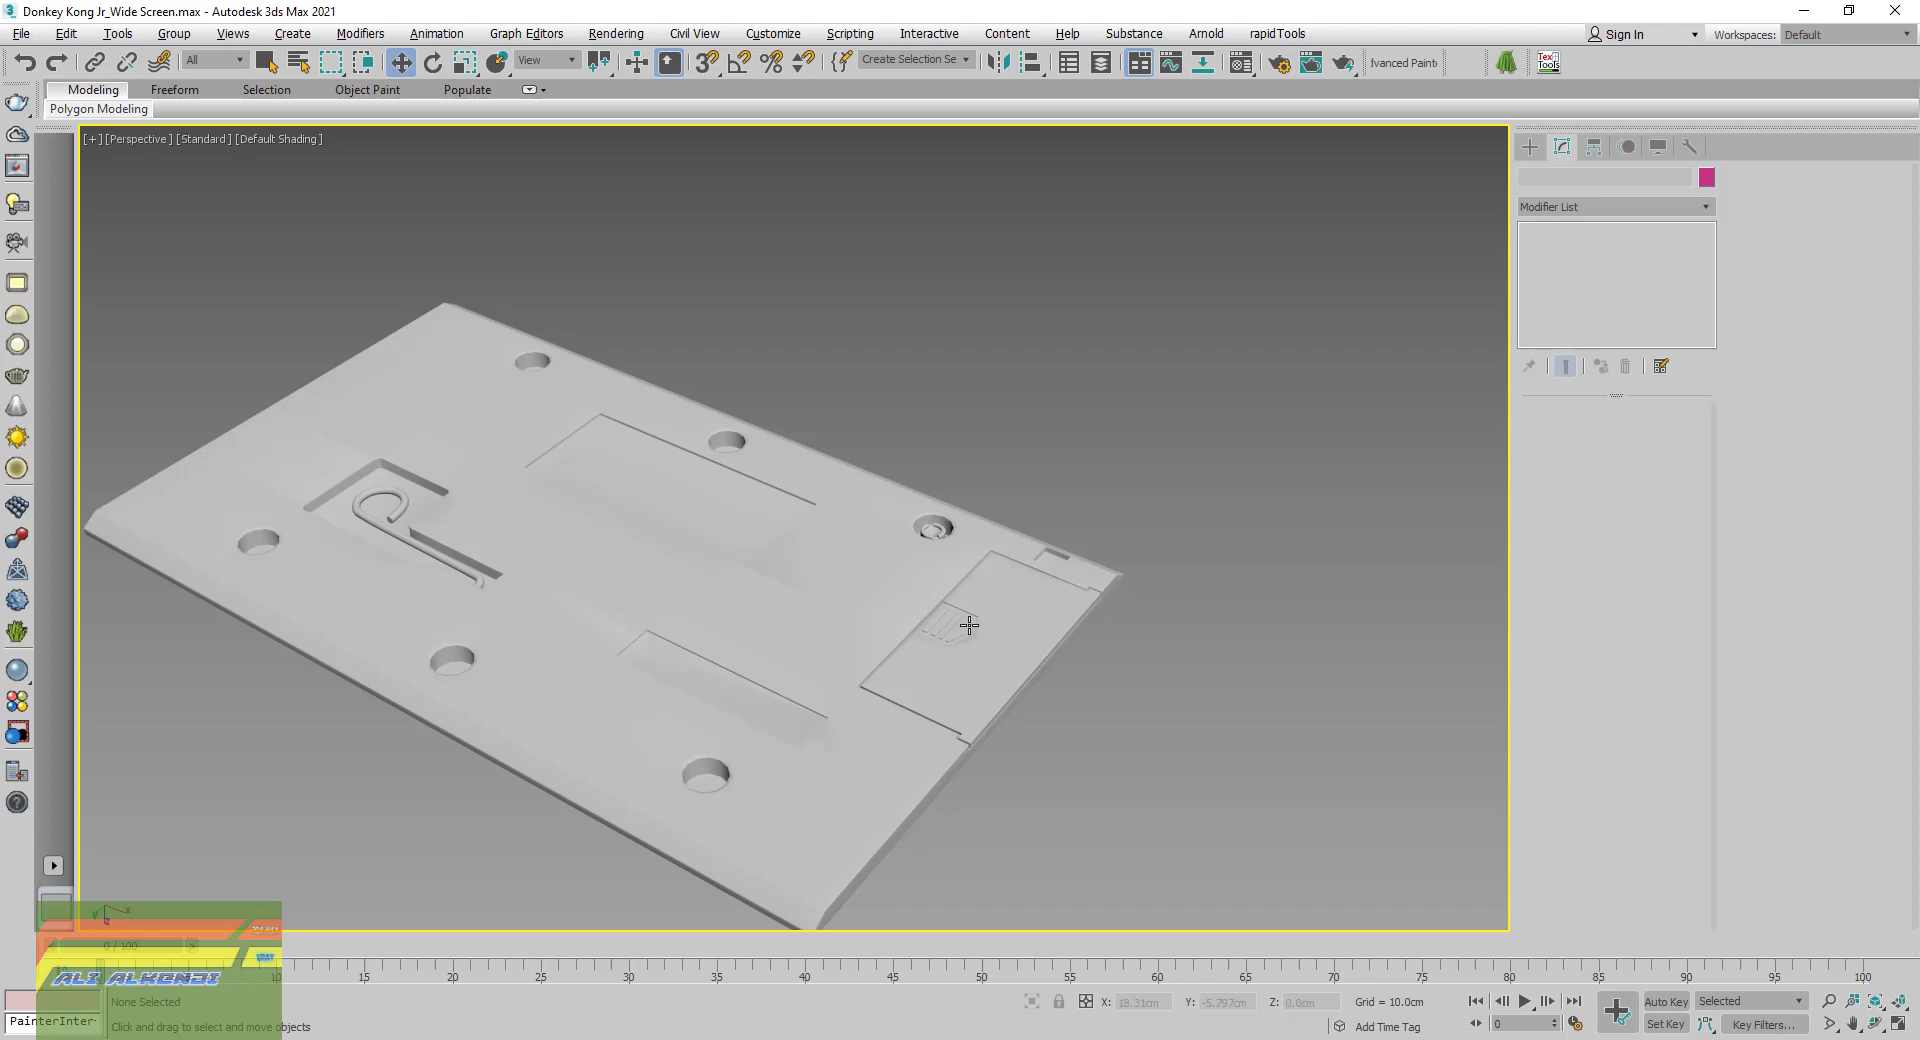 Donkey Kong Jr_Wide Screen.max - Autodesk 3ds Max 2021
File Edit Tools Group Views Create Modifiers Animation Graph Editors Rendering Civil View Customize Scripting Interactive Content Help Substance Arnold rapidTools Sign In Workspaces: Default
All View Create Selection Se lvanced Painti Tex Tools
Modeling Freeform Selection Object Paint Populate
Polygon Modeling
[+] [Perspective] [Standard] [Default Shading]
Modifier List
0 / 100
ALI ALKENDI
10 15 20 25 30 35 40 45 50 55 60 65 70 75 80 85 90 95 100
None Selected X: 18.31cm Y: -5.797cm Z: 0.0cm Grid = 10.0cm Auto Key Selected
PainterInter Click and drag to select and move objects Add Time Tag 0 Set Key Key Filters...